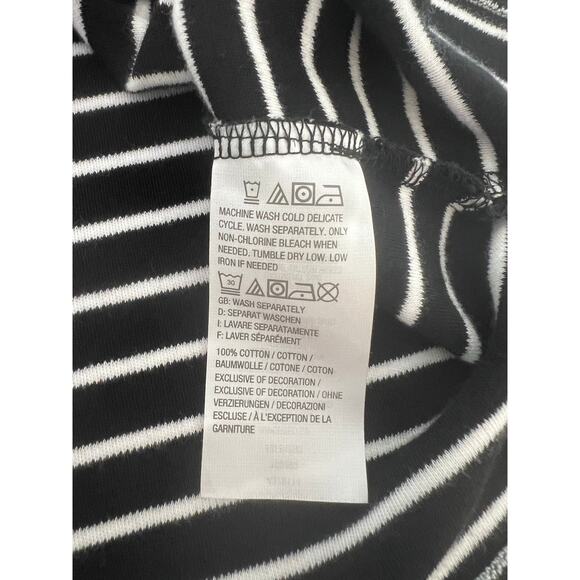 MACHINE WASH COLD DELICATE
CYCLE. WASH SEPARATELY. ONLY
NON-CHLORINE BLEACH WHEN
NEEDED. TUMBLE DRY LOW. LOW
IRON IF NEEDED
30
GB: WASH SEPARATELY
D: SEPARAT WASCHEN
I: LAVARE SEPARATAMENTE
F: LAVER SÉPARÉMENT
100% COTTON / COTTON /
BAUMWOLLE / COTONE / COTON
EXCLUSIVE OF DECORATION /
EXCLUSIVE OF DECORATION / OHNE
VERZIERUNGEN / DECORAZIONI
ESCLUSE / À L'EXCEPTION DE LA
GARNITURE